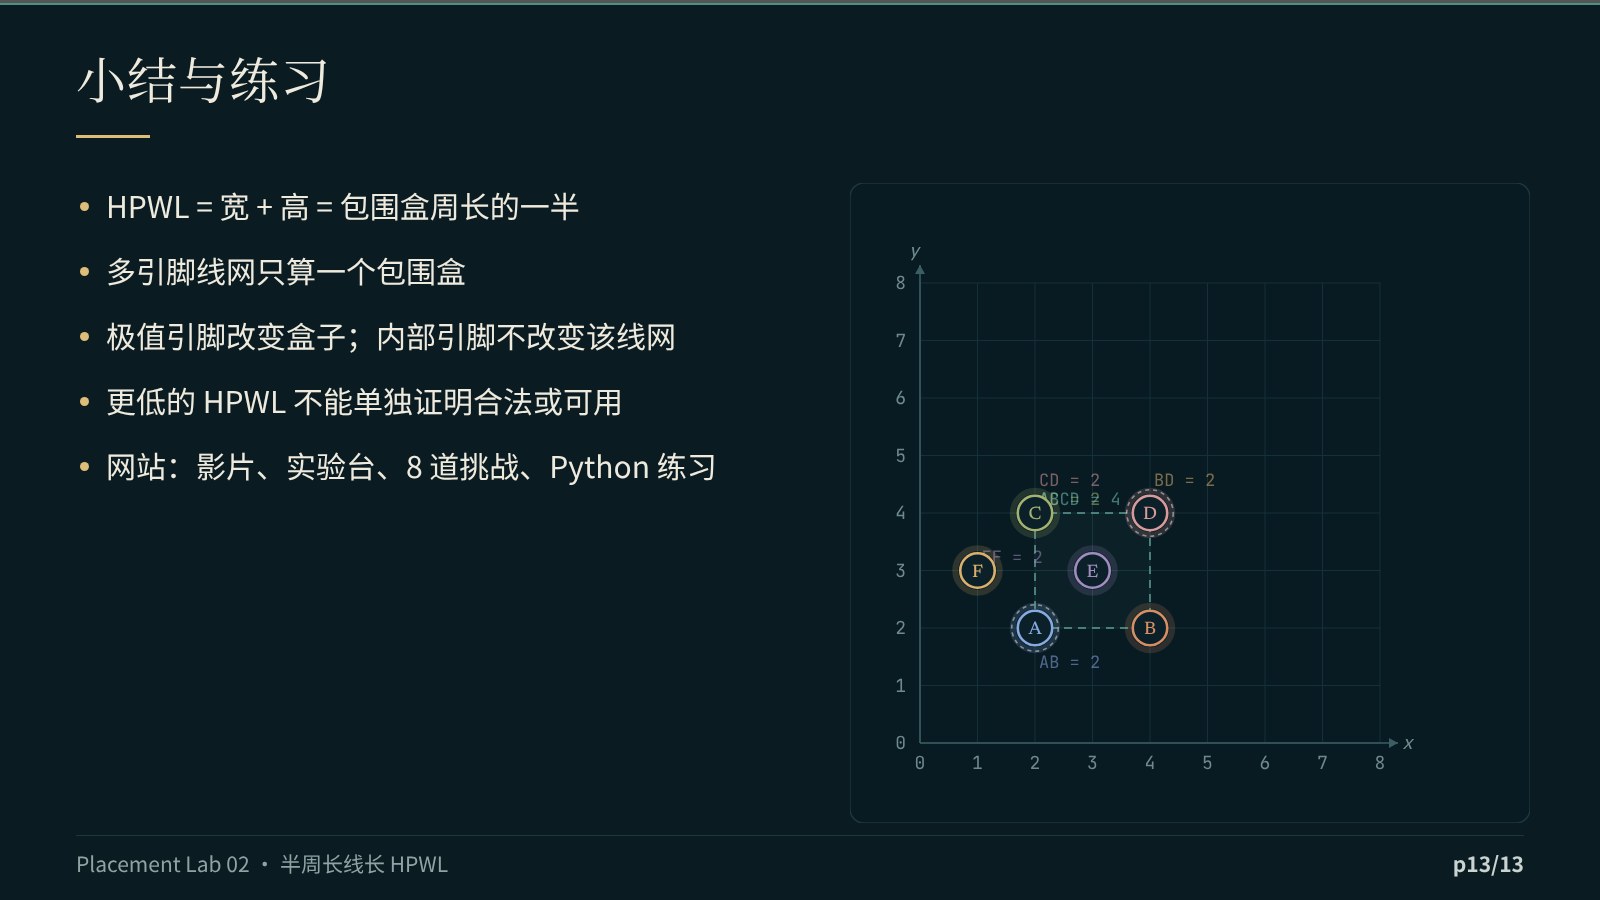 小结与练习
HPWL = 宽 + 高 = 包围盒周长的一半
多引脚线网只算一个包围盒
极值引脚改变盒子；内部引脚不改变该线网
更低的 HPWL 不能单独证明合法或可用
网站：影片、实验台、8 道挑战、Python 练习
y
8
7
6
5
CD = 2
BD = 2
4
C
D
= 2
3
F
E
2
A
B
AB = 2
1
0
x
0 1 2 3 4 5 6 7 8
Placement Lab 02 · 半周长线长 HPWL
p13/13